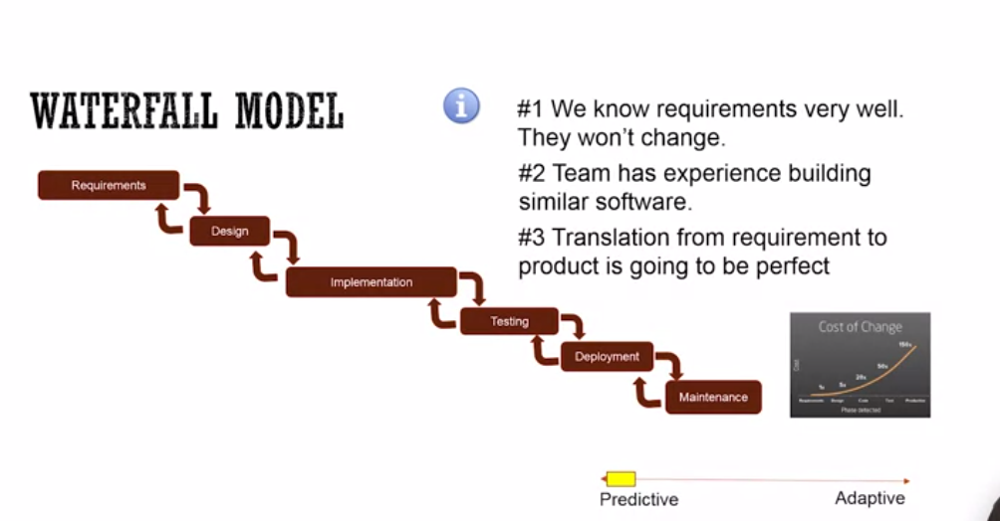 WATERFALL MODEL
i
#1 We know requirements very well.
They won't change.
#2 Team has experience building
similar software.
#3 Translation from requirement to
product is going to be perfect
Requirements
Design
Implementation
Testing
Deployment
Maintenance
Cost of Change
150x
50x
20x
5x
1x
Cost
Requirements
Design
Code
Test
Production
Phase detected
Predictive
Adaptive